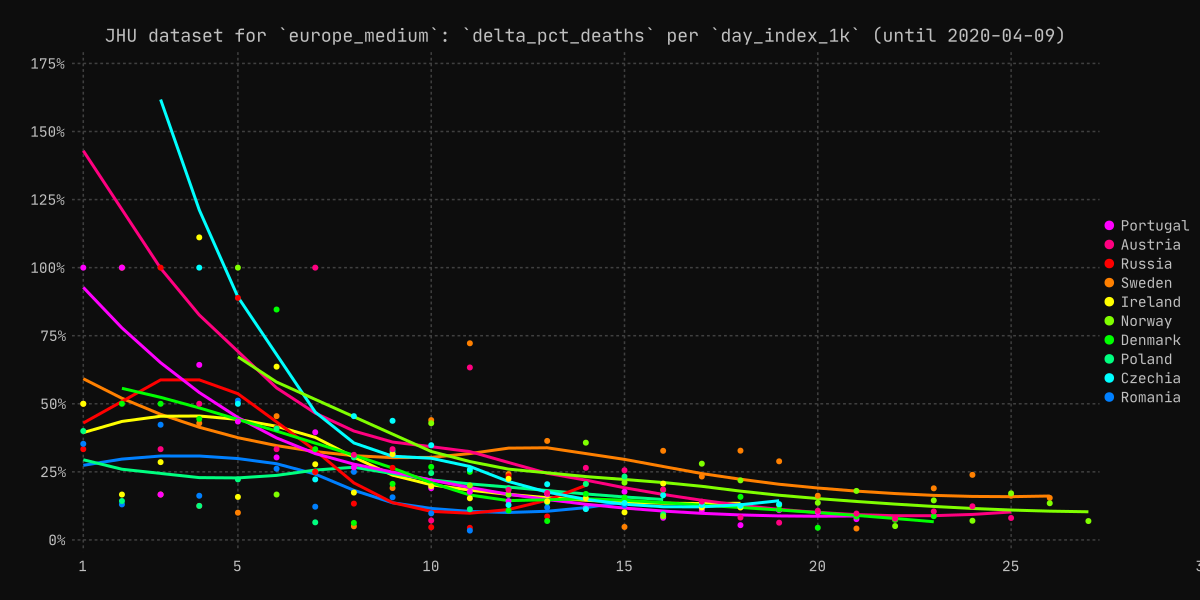 JHU dataset for `europe_medium`: `delta_pct_deaths` per `day_index_1k` (until 2020-04-09)
175%
150%
125%
100%
75%
50%
25%
0%
1 5 10 15 20 25 3
Portugal
Austria
Russia
Sweden
Ireland
Norway
Denmark
Poland
Czechia
Romania